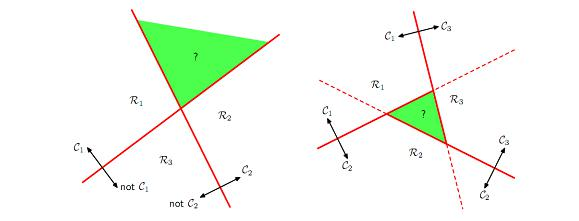 ?
R₁
R₂
R₃
C₁
not C₁
C₂
not C₂
C₁
C₃
R₁
R₃
?
C₁
C₂
R₂
C₃
C₂